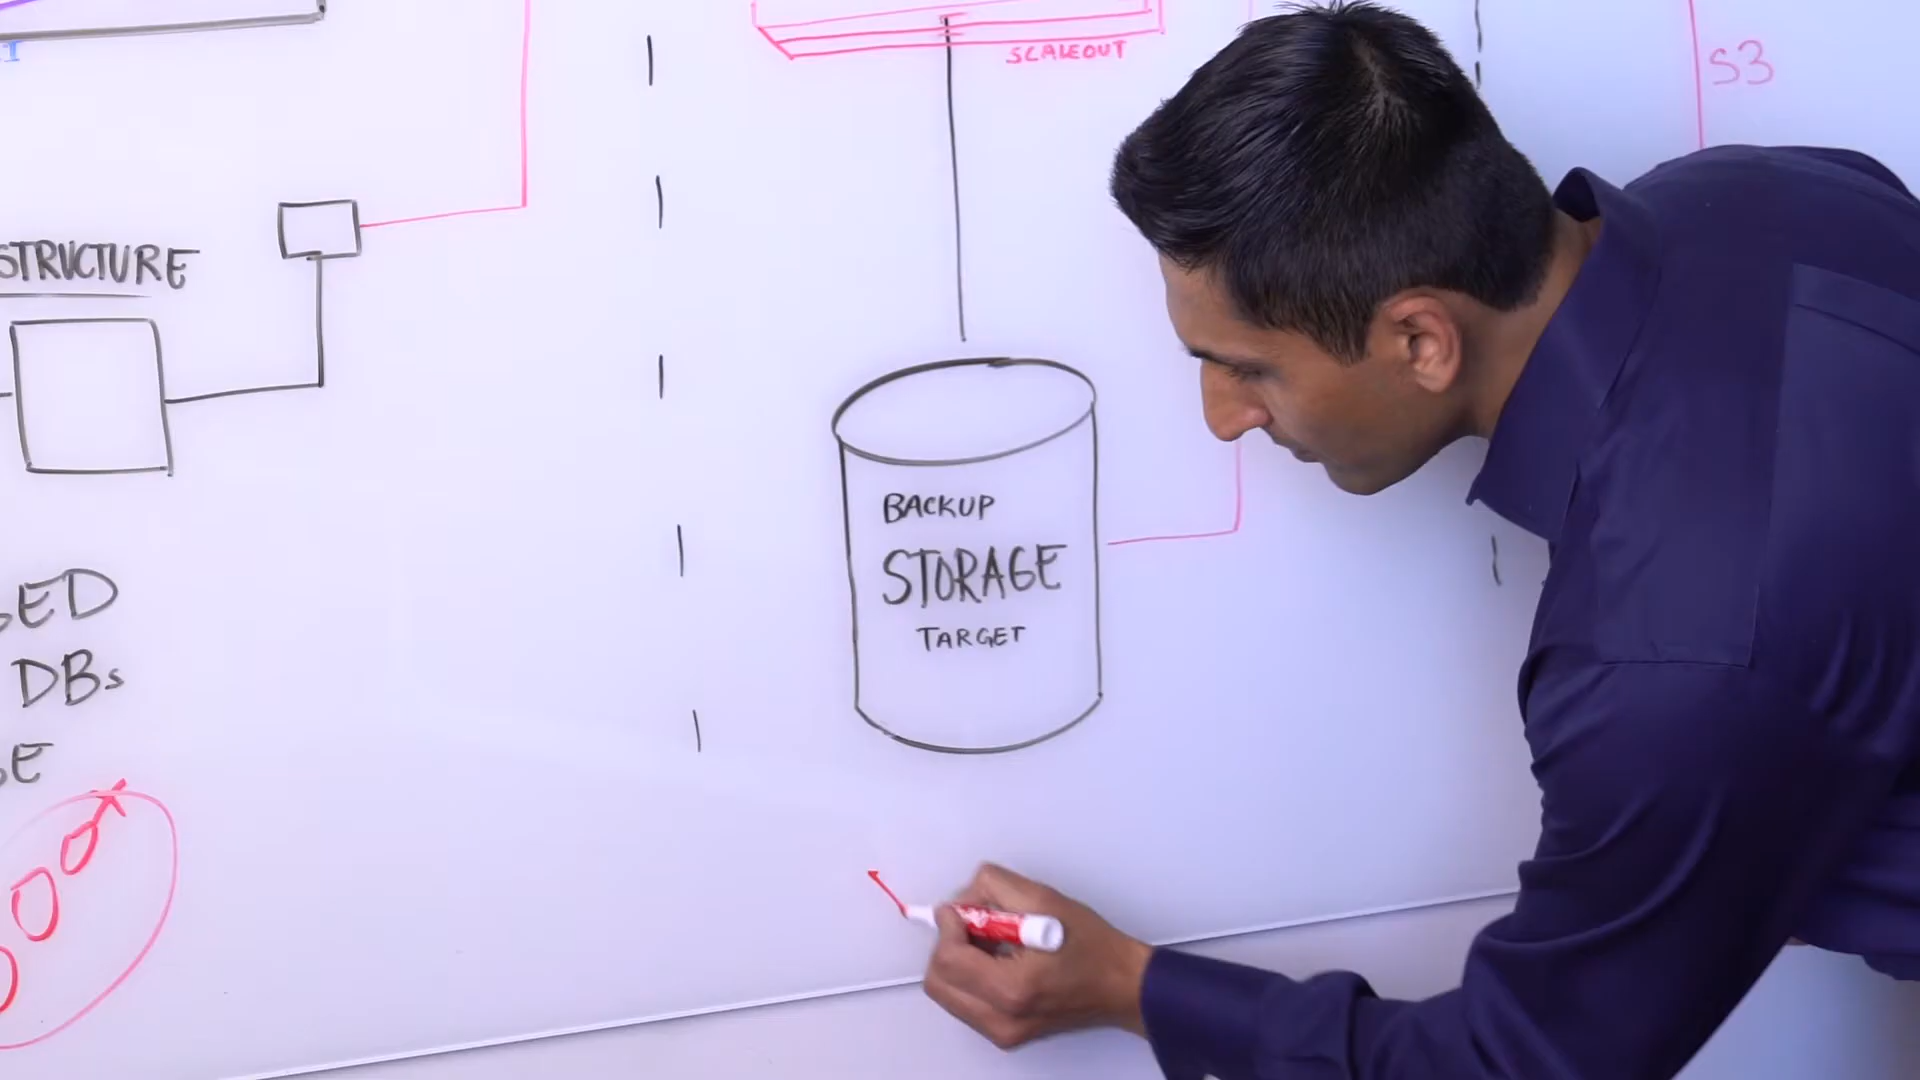 SCALEOUT
S3
STRUCTURE
BACKUP
STORAGE
TARGET
DBs